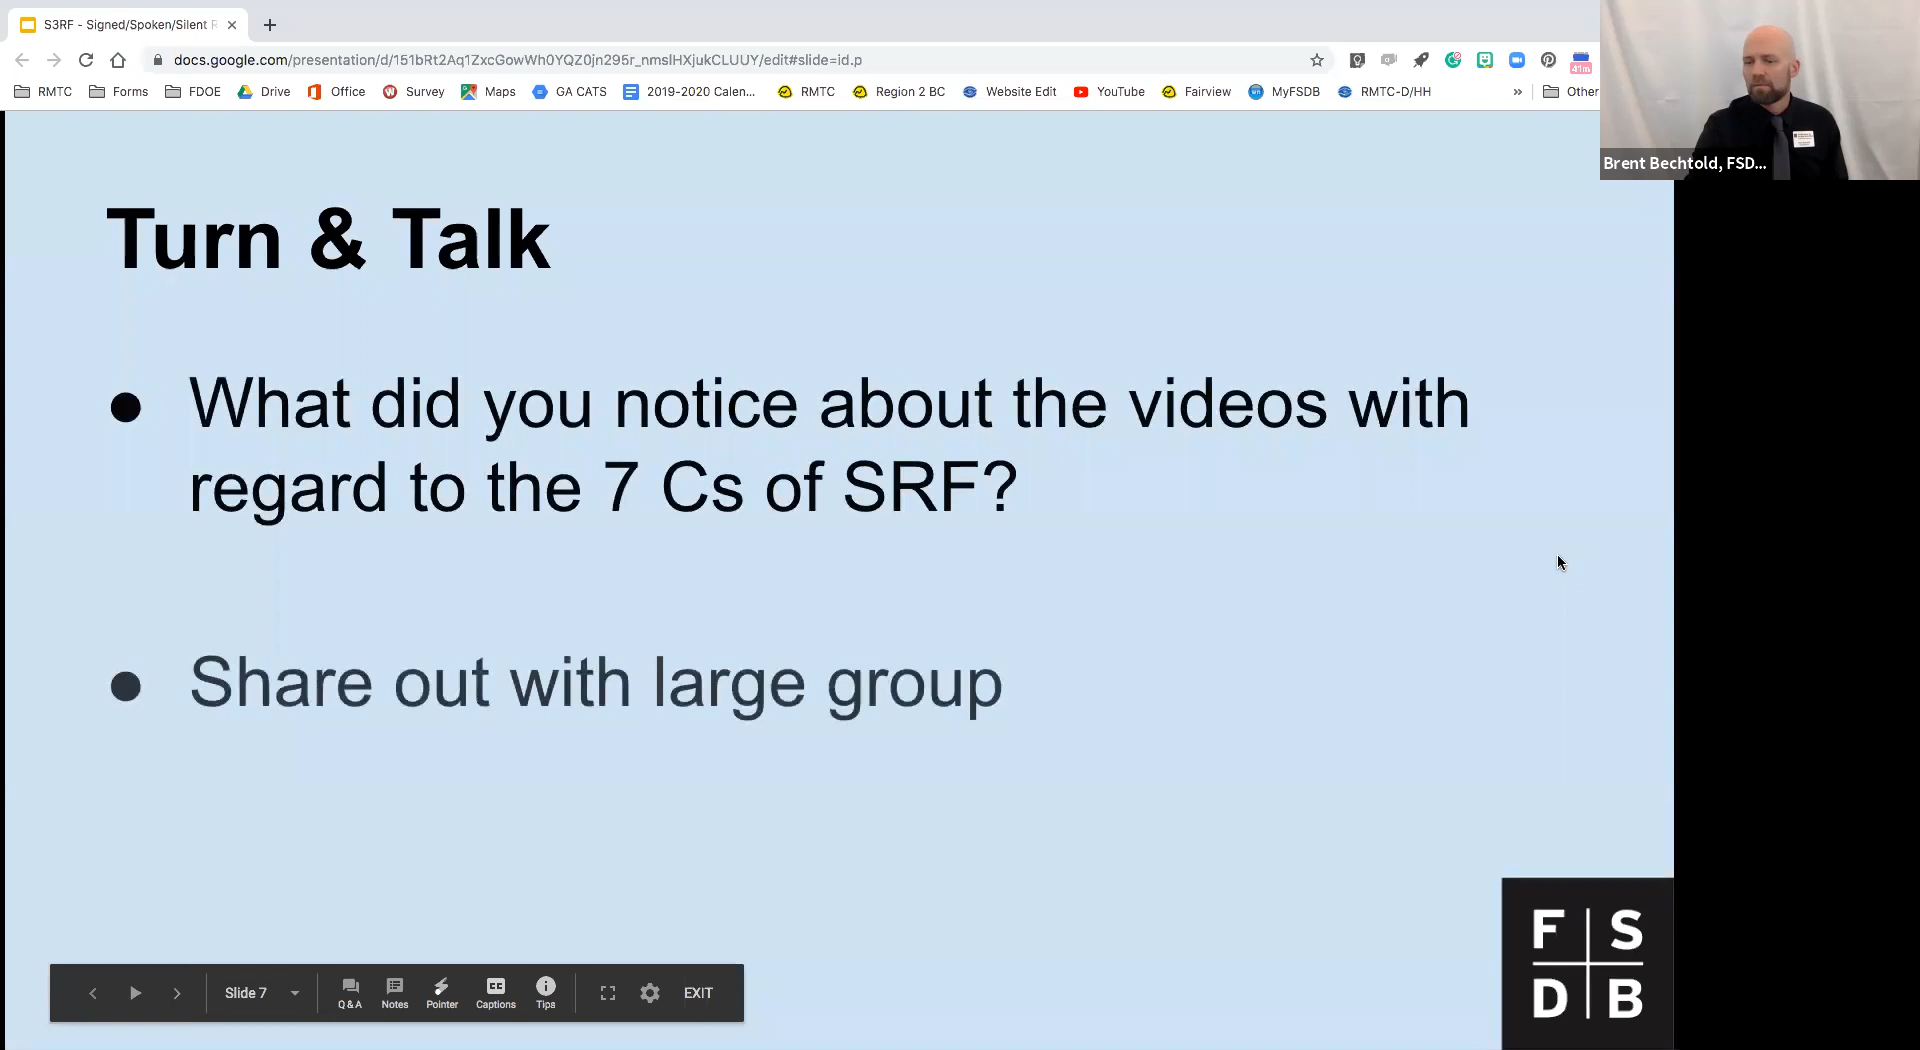 S3RF - Signed/Spoken/Silent R
docs.google.com/presentation/d/151bRt2Aq1ZxcGowWh0YQZ0jn295r_nmslHXjukCLUUY/edit#slide=id.p
41m
RMTC Forms FDOE Drive Office Survey Maps GA CATS 2019-2020 Calen... RMTC Region 2 BC Website Edit YouTube Fairview MyFSDB RMTC-D/HH » Other
Brent Bechtold, FSD...
Turn & Talk
● What did you notice about the videos with
regard to the 7 Cs of SRF?
● Share out with large group
F S
D B
Slide 7 Q & A Notes Pointer Captions Tips EXIT